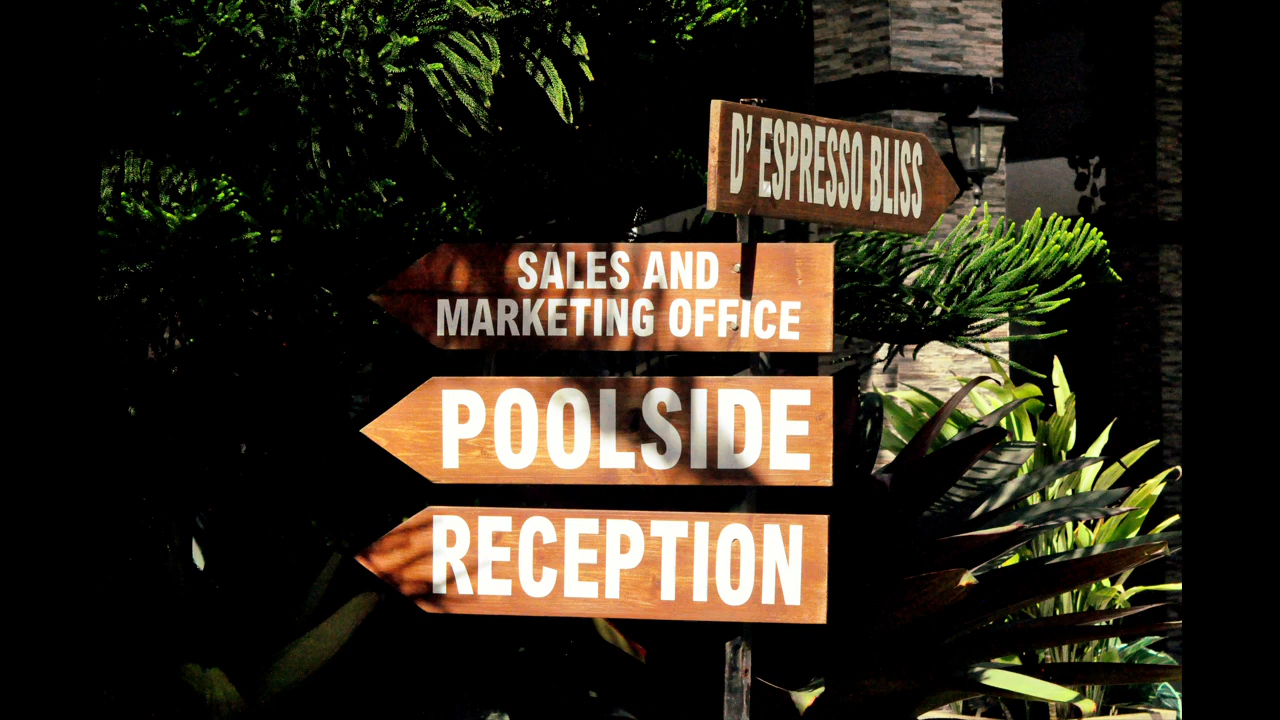 D' ESPRESSO BLISS
SALES AND
MARKETING OFFICE
POOLSIDE
RECEPTION